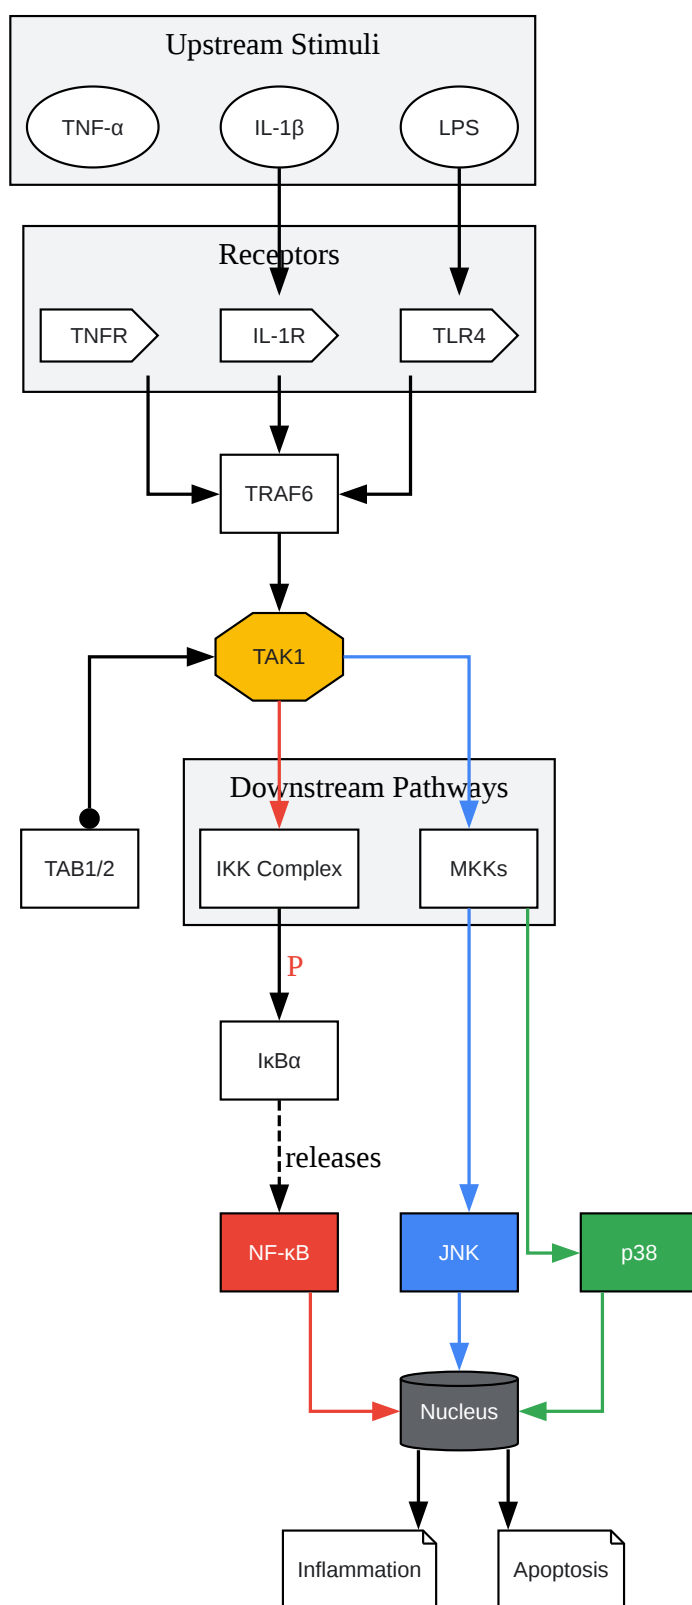 Upstream Stimuli
TNF-α
IL-1β
LPS
Receptors
TNFR
IL-1R
TLR4
TRAF6
TAK1
Downstream Pathways
TAB1/2
IKK Complex
MKKs
P
IκBα
releases
NF-κB
JNK
p38
Nucleus
Inflammation
Apoptosis